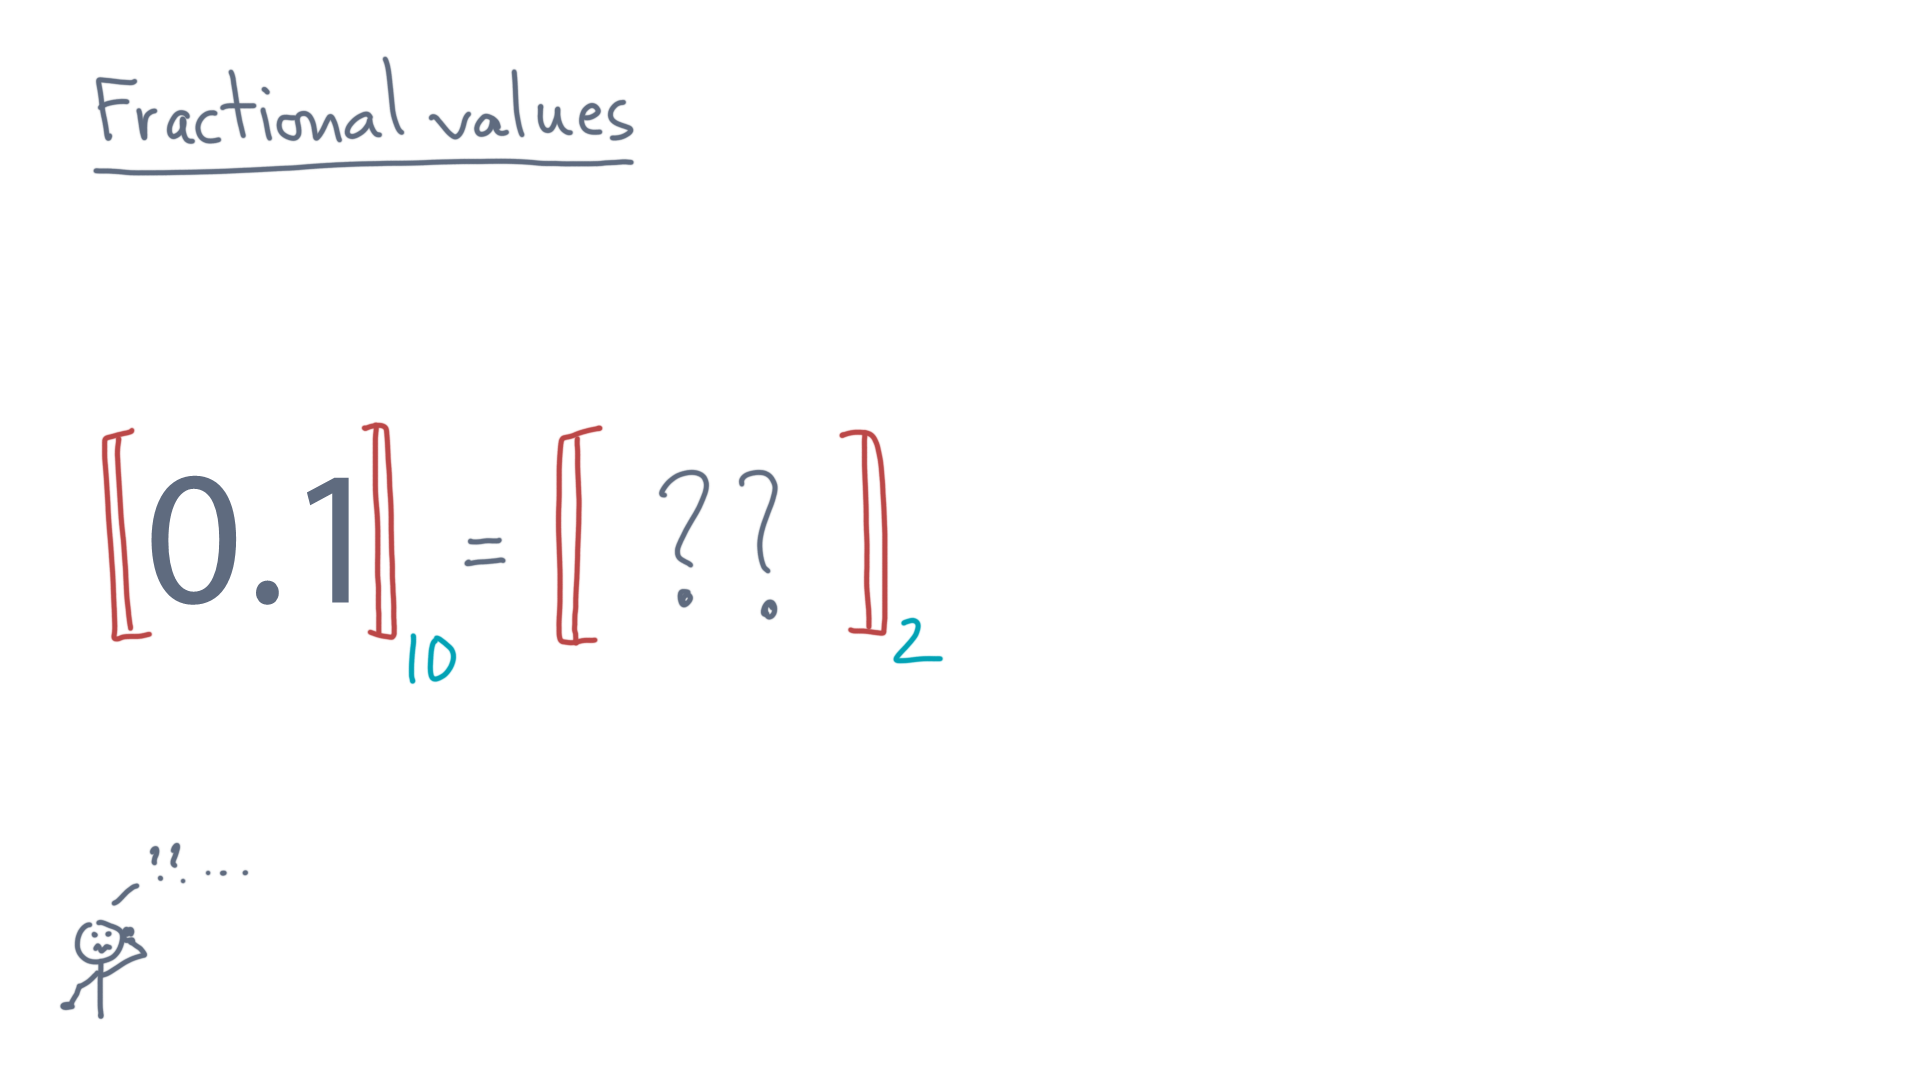 Fractional values
[0.1]10 = [ ?? ]2
?? ...